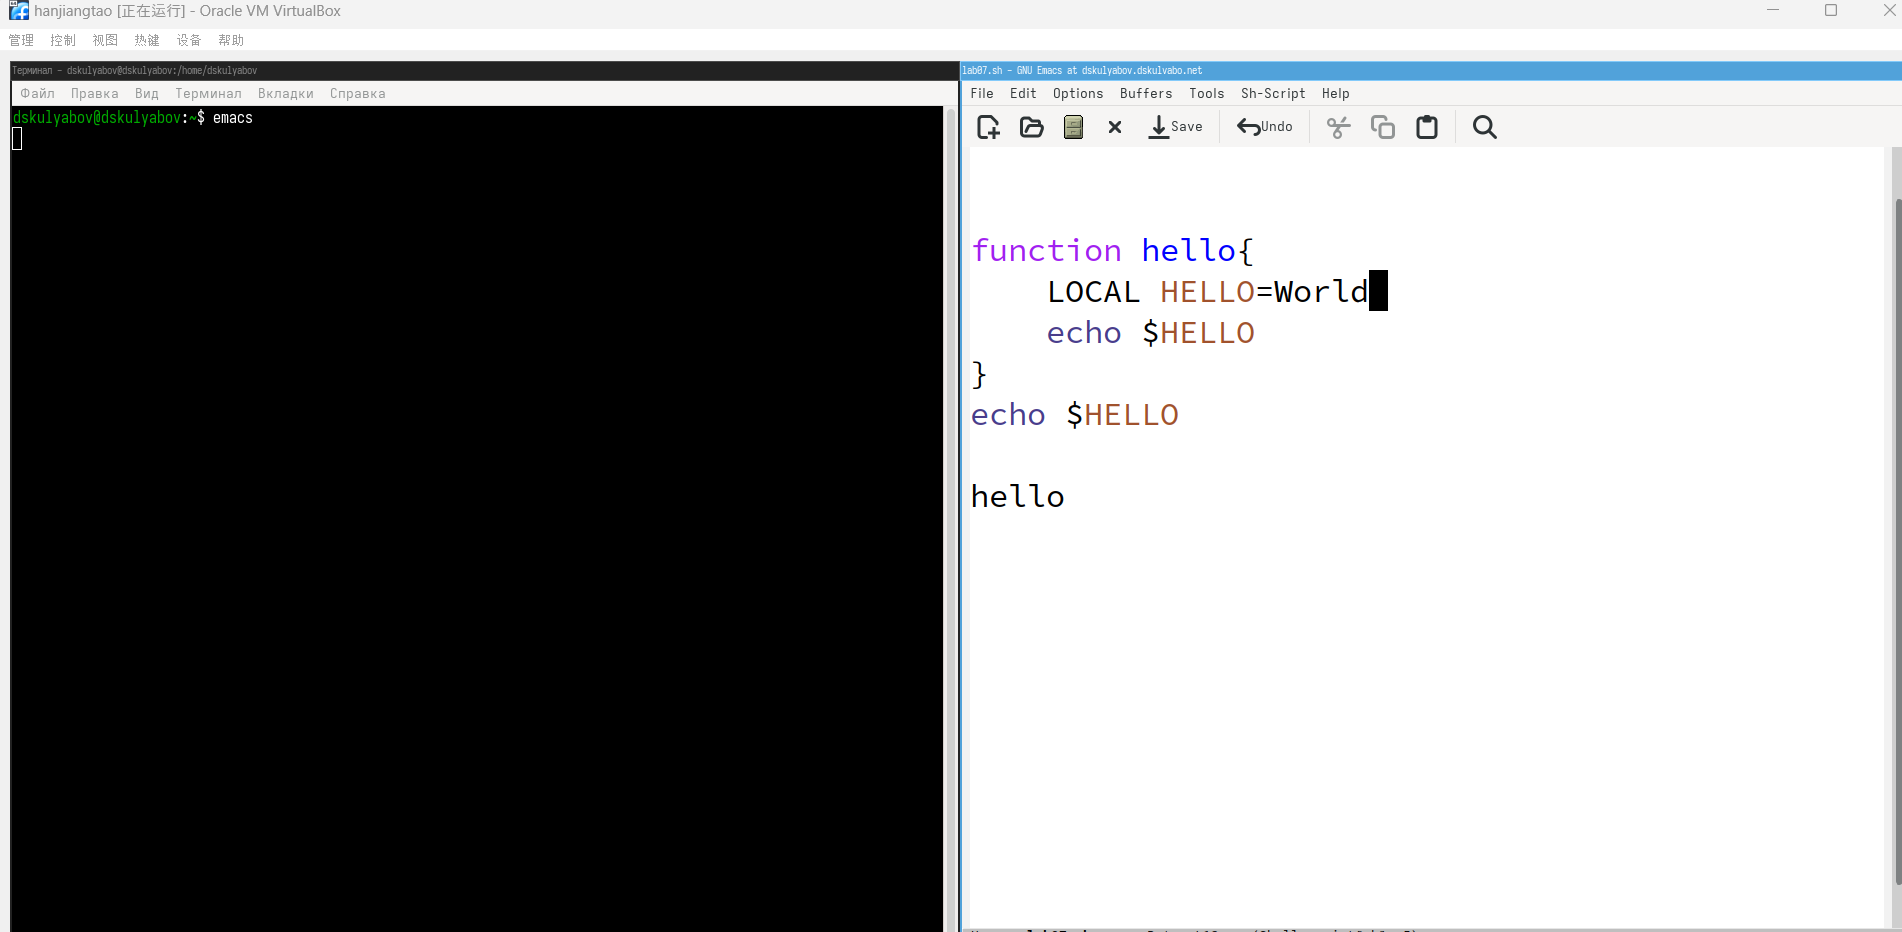 hanjiangtao [正在运行] - Oracle VM VirtualBox
管理 控制 视图 热键 设备 帮助
Терминал - dskulyabov@dskulyabov:/home/dskulyabov
Файл Правка Вид Терминал Вкладки Справка
dskulyabov@dskulyabov:~$ emacs
lab07.sh - GNU Emacs at dskulyabov.dskulvabo.net
File Edit Options Buffers Tools Sh-Script Help
Save Undo
function hello{
LOCAL HELLO=World
echo $HELLO
}
echo $HELLO
hello